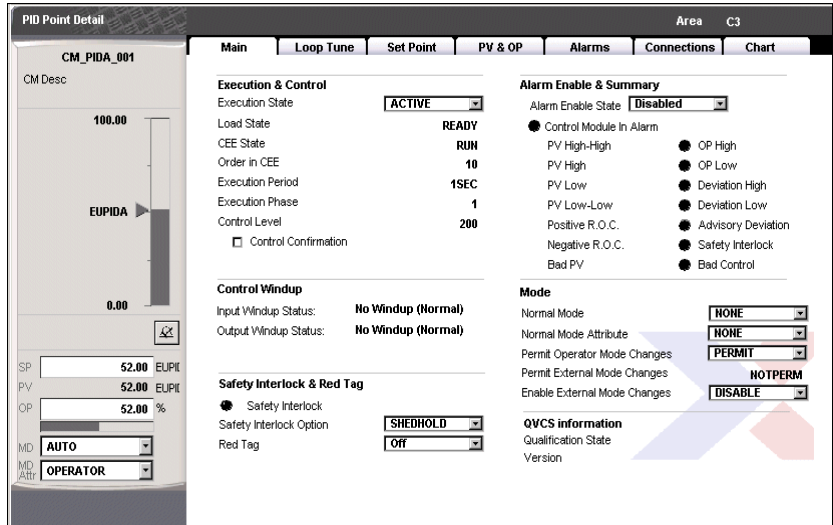 PID Point Detail
Area C3
CM_PIDA_001
CM Desc
100.00
EUPIDA
0.00
SP 52.00 EUPIE
PV 52.00 EUPIE
OP 52.00 %
MD AUTO
MD Attr OPERATOR
Main Loop Tune Set Point PV & OP Alarms Connections Chart
Execution & Control
Execution State ACTIVE
Load State READY
CEE State RUN
Order in CEE 10
Execution Period 1SEC
Execution Phase 1
Control Level 200
Control Confirmation
Control Windup
Input Windup Status: No Windup (Normal)
Output Windup Status: No Windup (Normal)
Safety Interlock & Red Tag
Safety Interlock
Safety Interlock Option SHEDHOLD
Red Tag Off
Alarm Enable & Summary
Alarm Enable State Disabled
Control Module In Alarm
PV High-High OP High
PV High OP Low
PV Low Deviation High
PV Low-Low Deviation Low
Positive R.O.C. Advisory Deviation
Negative R.O.C. Safety Interlock
Bad PV Bad Control
Mode
Normal Mode NONE
Normal Mode Attribute NONE
Permit Operator Mode Changes PERMIT
Permit External Mode Changes NOTPERM
Enable External Mode Changes DISABLE
QVCS information
Qualification State
Version